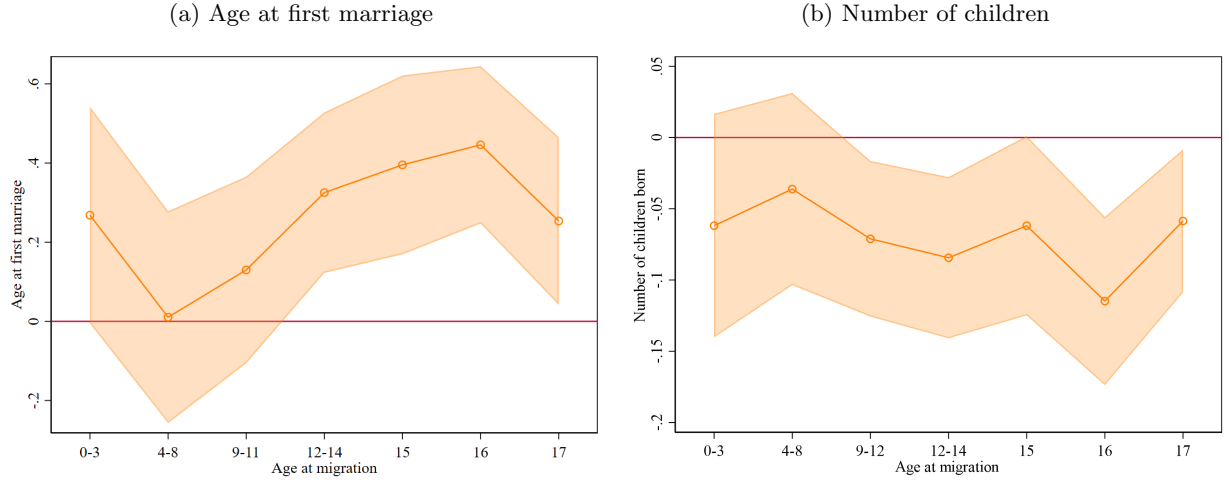 (a) Age at first marriage
Age at first marriage
.6
.4
.2
0
-.2
0-3 4-8 9-11 12-14 15 16 17
Age at migration
(b) Number of children
Number of children born
.05
0
-.05
-.1
-.15
-.2
0-3 4-8 9-12 12-14 15 16 17
Age at migration